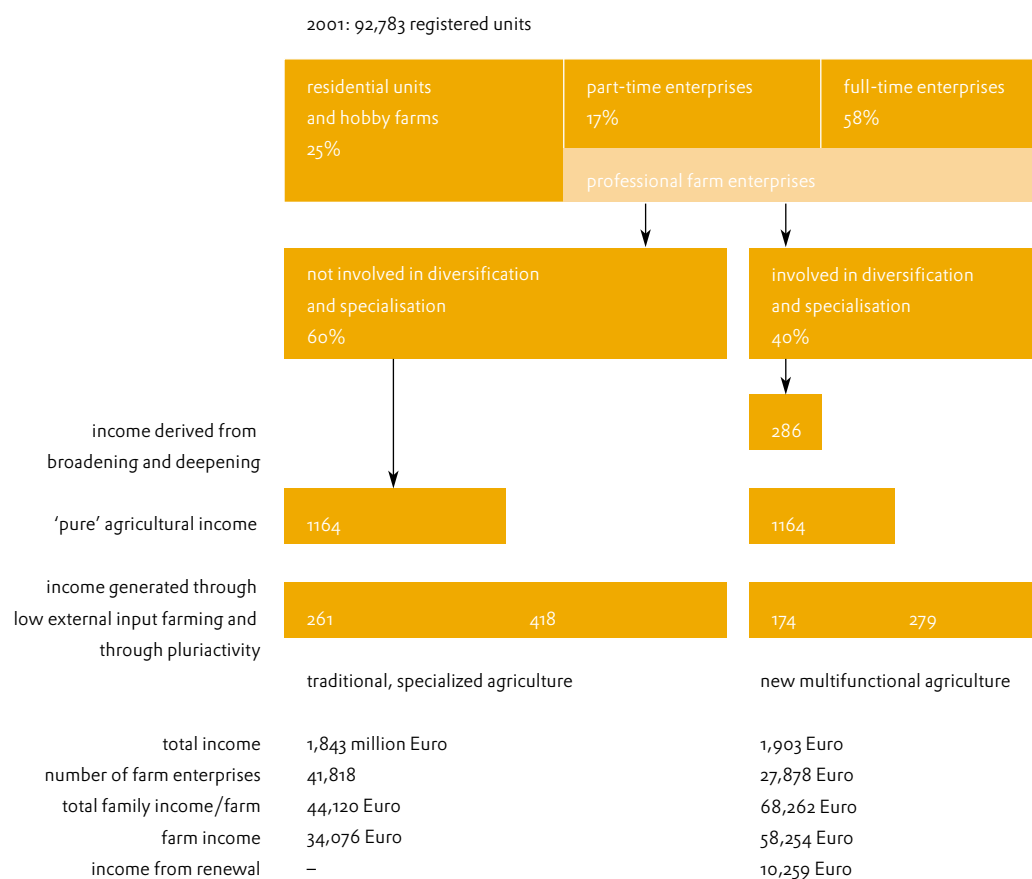 2001: 92,783 registered units
residential units
and hobby farms
25%
part-time enterprises
17%
full-time enterprises
58%
professional farm enterprises
not involved in diversification
and specialisation
60%
involved in diversification
and specialisation
40%
income derived from
broadening and deepening
286
‘pure’ agricultural income
1164
1164
income generated through
low external input farming and
through pluriactivity
261
418
174
279
traditional, specialized agriculture
new multifunctional agriculture
total income
1,843 million Euro
1,903 Euro
number of farm enterprises
41,818
27,878 Euro
total family income/farm
44,120 Euro
68,262 Euro
farm income
34,076 Euro
58,254 Euro
income from renewal
–
10,259 Euro